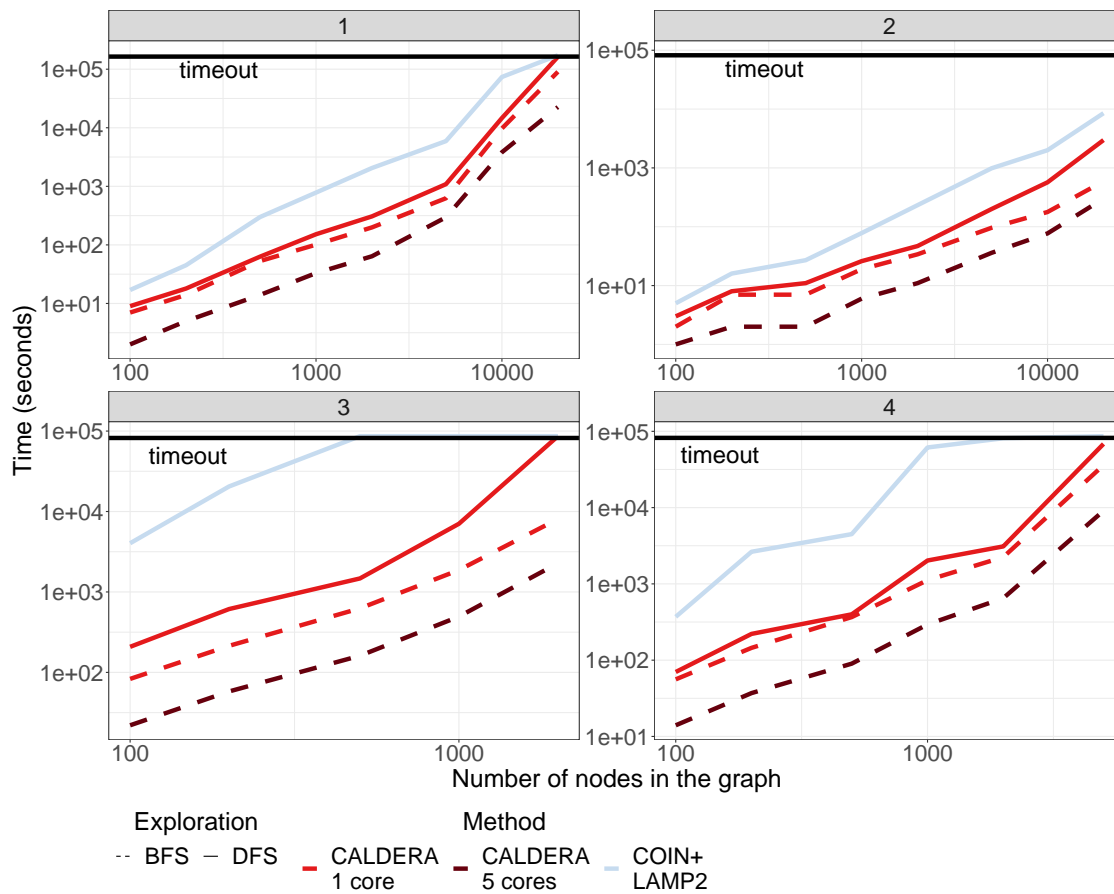 1
2
1e+05
timeout
1e+04
1e+03
1e+02
1e+01
100
1000
10000
1e+05
timeout
1e+03
1e+01
100
1000
10000
3
4
1e+05
timeout
1e+04
1e+03
1e+02
100
1000
1e+05
timeout
1e+04
1e+03
1e+02
1e+01
100
1000
Time (seconds)
Number of nodes in the graph
Exploration
BFS
DFS
Method
CALDERA
1 core
CALDERA
5 cores
COIN+
LAMP2